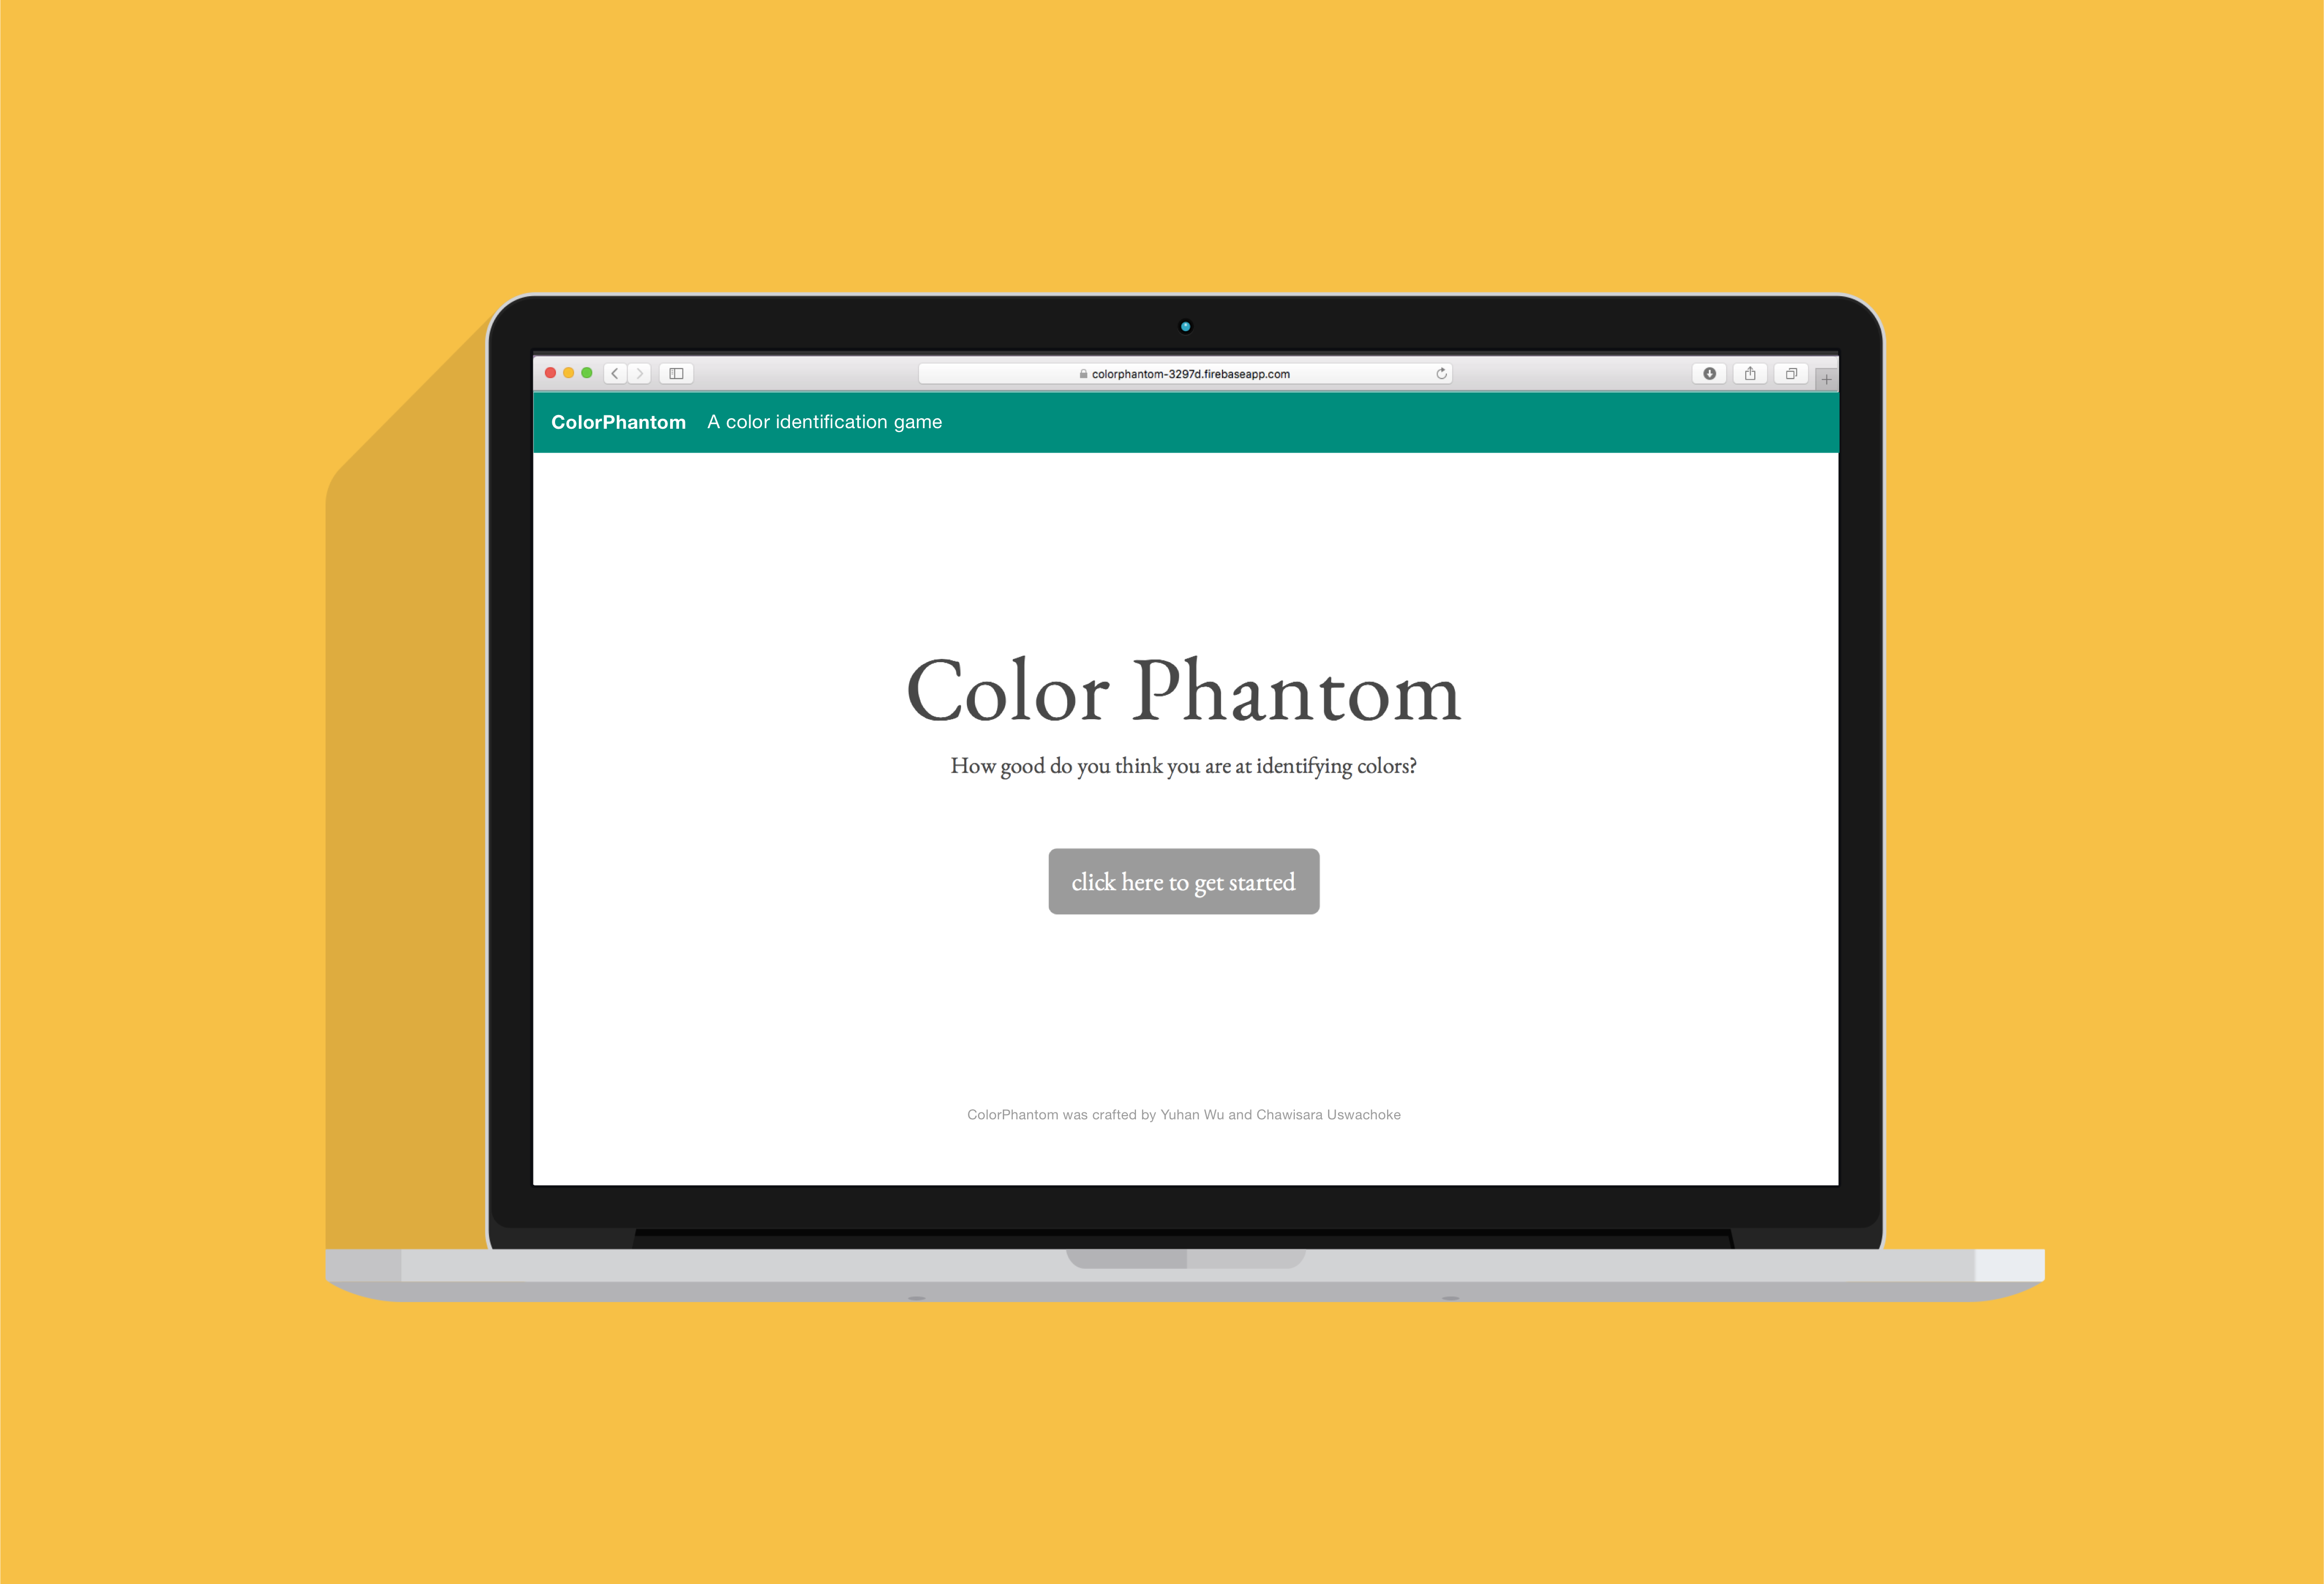 colorphantom-3297d.firebaseapp.com
ColorPhantom A color identification game
Color Phantom
How good do you think you are at identifying colors?
click here to get started
ColorPhantom was crafted by Yuhan Wu and Chawisara Uswachoke